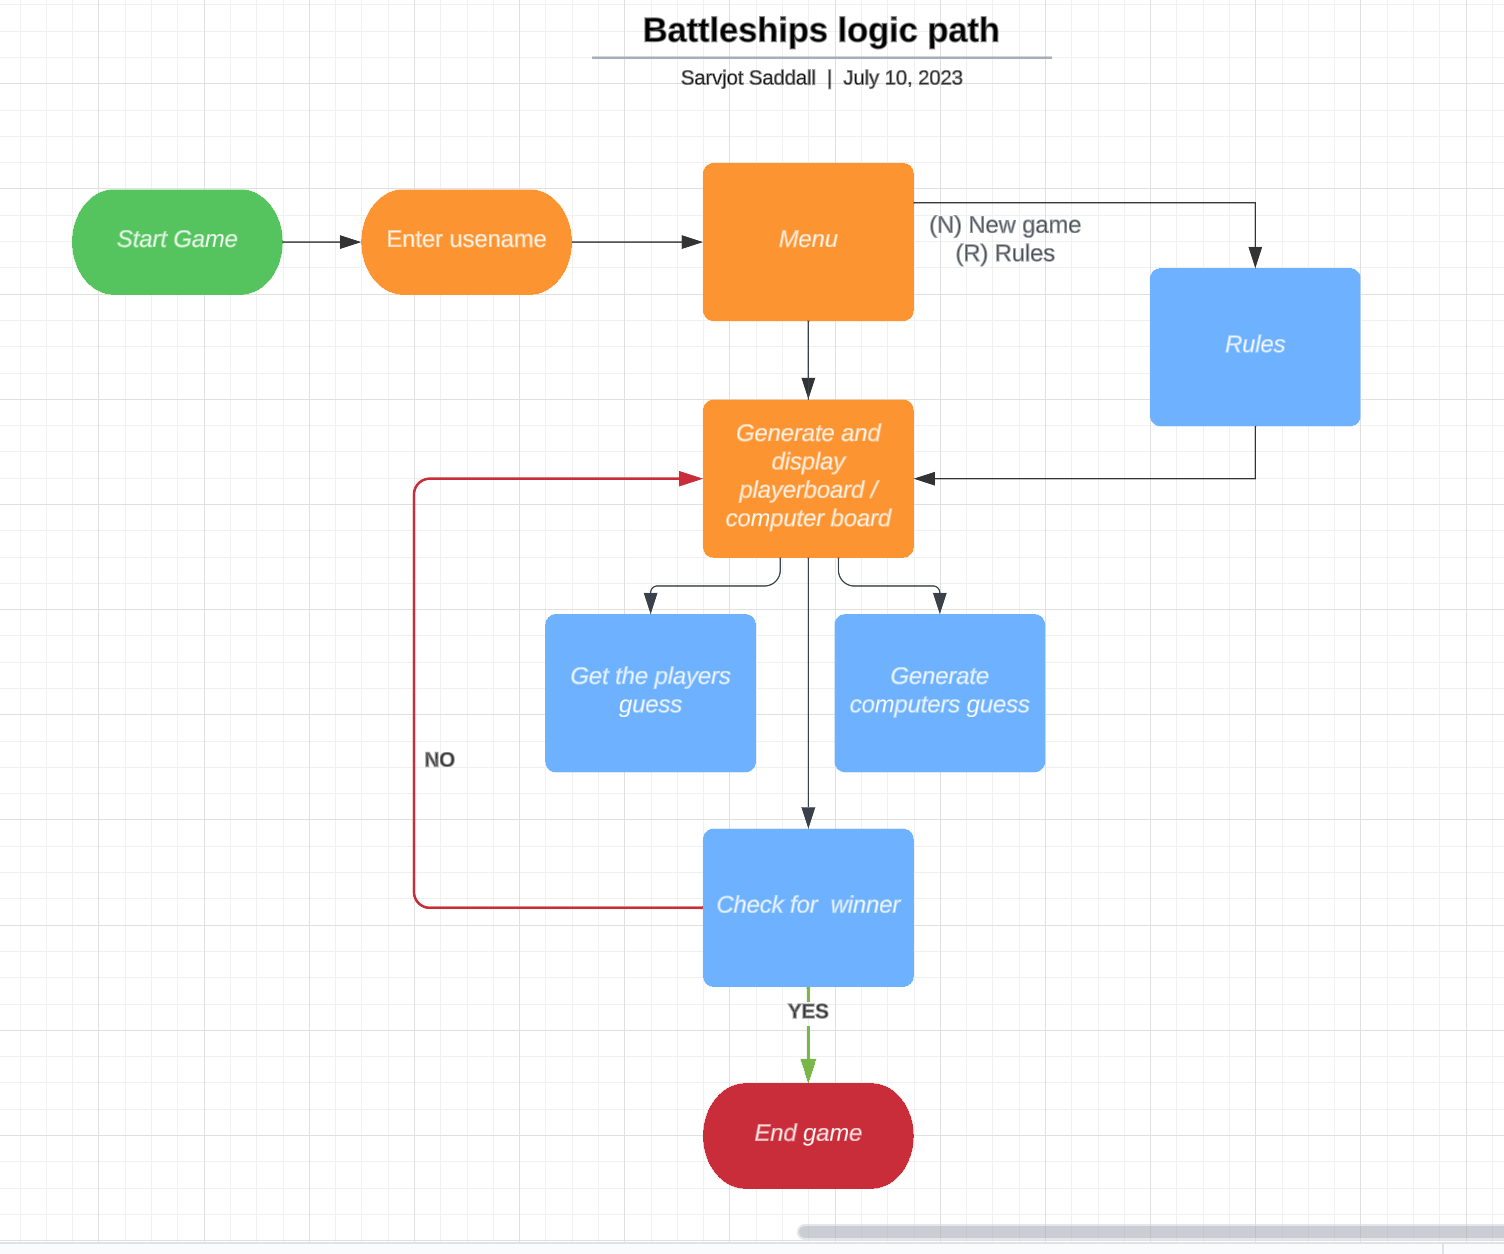 Battleships logic path
Sarvjot Saddall | July 10, 2023
Start Game
Enter usename
Menu
(N) New game
(R) Rules
Rules
Generate and
display
playerboard /
computer board
Get the players
guess
Generate
computers guess
NO
Check for  winner
YES
End game